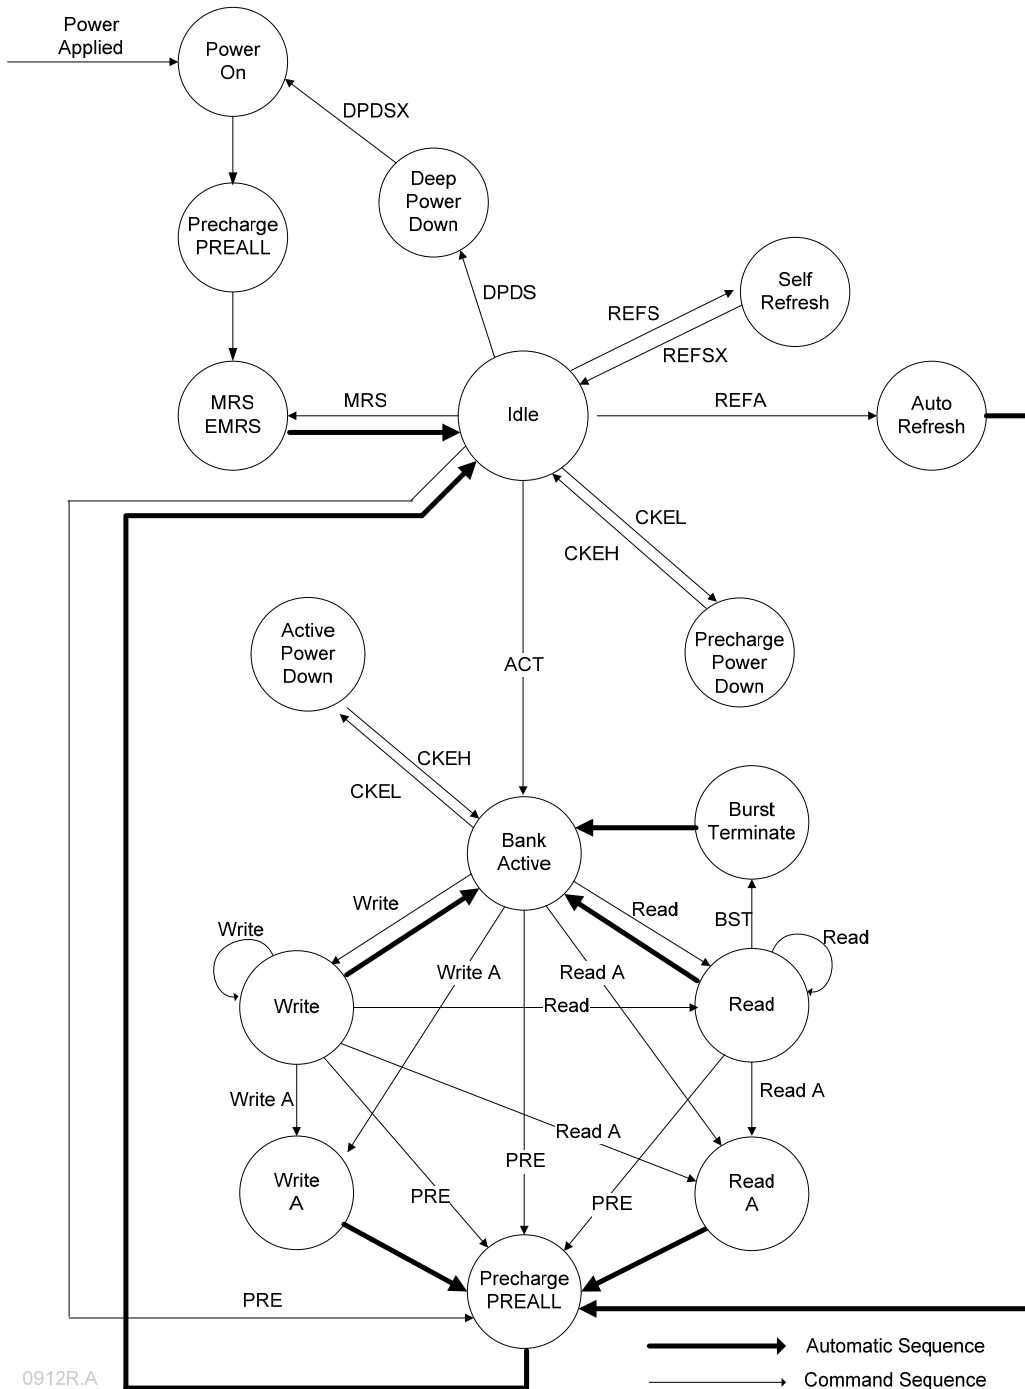 Power
Applied
Power
On
DPDSX
Deep
Power
Down
Precharge
PREALL
DPDS
Self
Refresh
REFS
REFSX
MRS
EMRS
MRS
Idle
REFA
Auto
Refresh
CKEL
CKEH
Active
Power
Down
ACT
Precharge
Power
Down
CKEH
CKEL
Burst
Terminate
Bank
Active
Write
Read
BST
Write
Read
Write A
Read A
Write
Read
Read
Write A
Read A
Read A
PRE
Write
A
PRE
PRE
Read
A
Precharge
PREALL
PRE
Automatic Sequence
Command Sequence
0912R.A